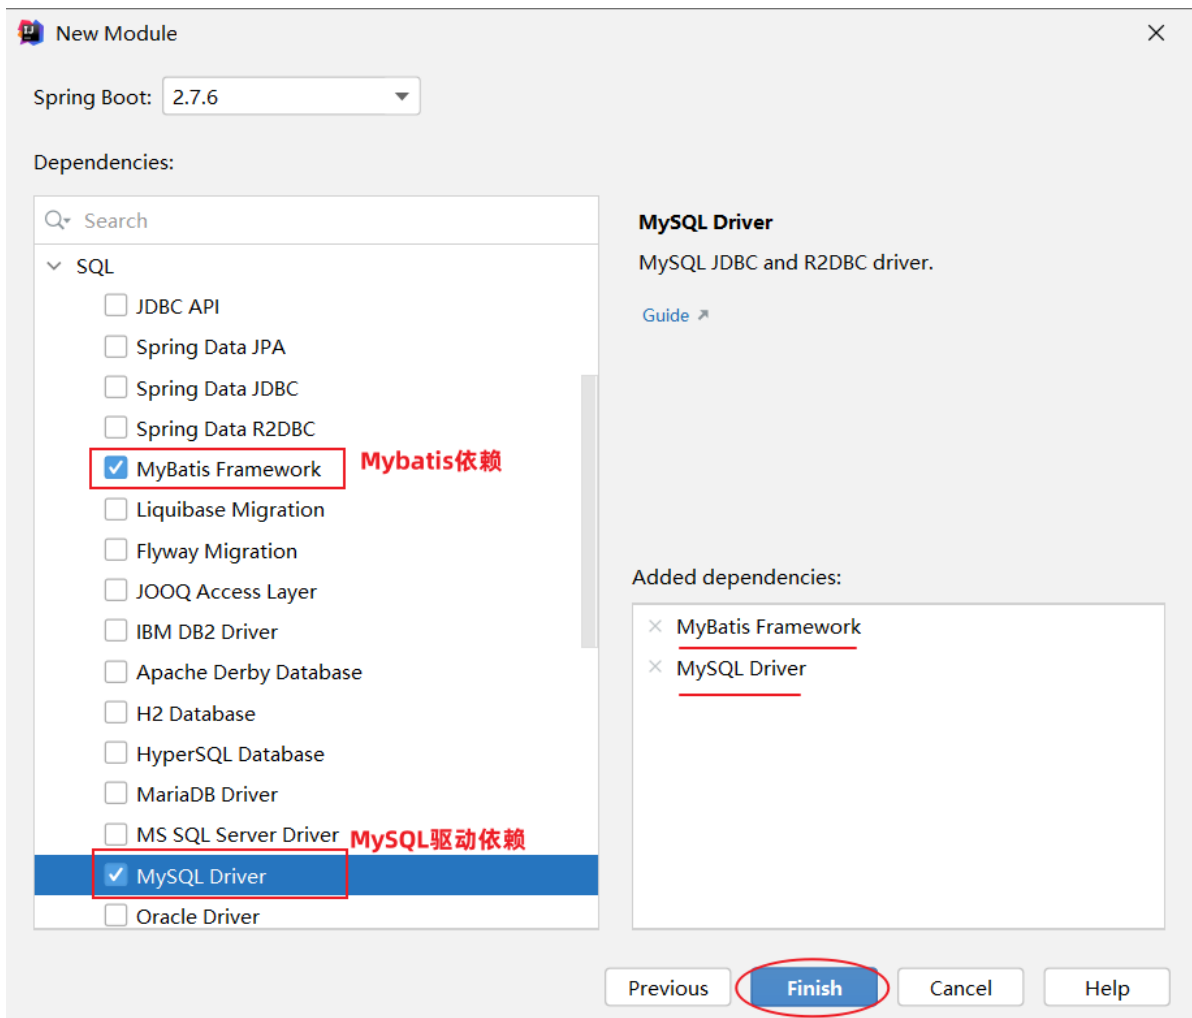 New Module
Spring Boot: 2.7.6
Dependencies:
Search
SQL
JDBC API
Spring Data JPA
Spring Data JDBC
Spring Data R2DBC
MyBatis Framework
Mybatis依赖
Liquibase Migration
Flyway Migration
JOOQ Access Layer
IBM DB2 Driver
Apache Derby Database
H2 Database
HyperSQL Database
MariaDB Driver
MS SQL Server Driver
MySQL驱动依赖
MySQL Driver
Oracle Driver
MySQL Driver
MySQL JDBC and R2DBC driver.
Guide
Added dependencies:
MyBatis Framework
MySQL Driver
Previous
Finish
Cancel
Help